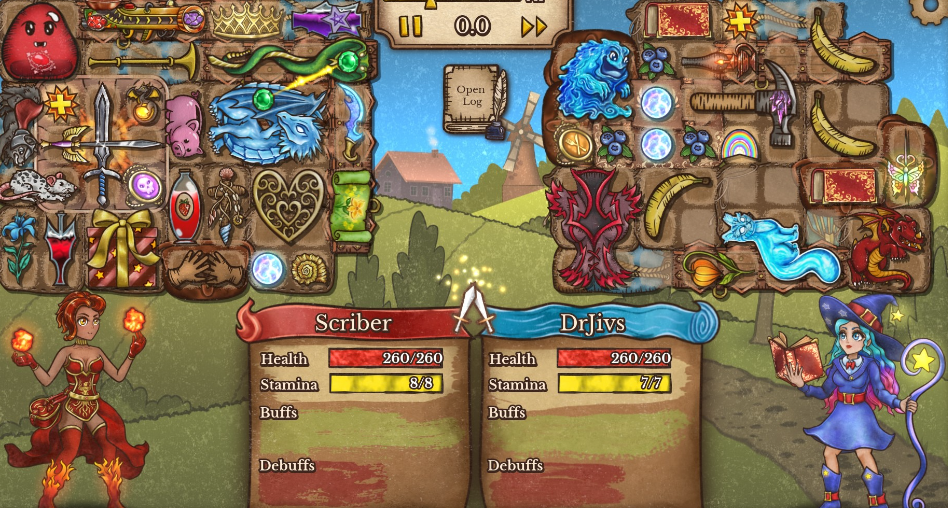 0.0
Open
Log
Scriber
Health 260/260
Stamina 8/8
Buffs
Debuffs
DrJivs
Health 260/260
Stamina 7/7
Buffs
Debuffs